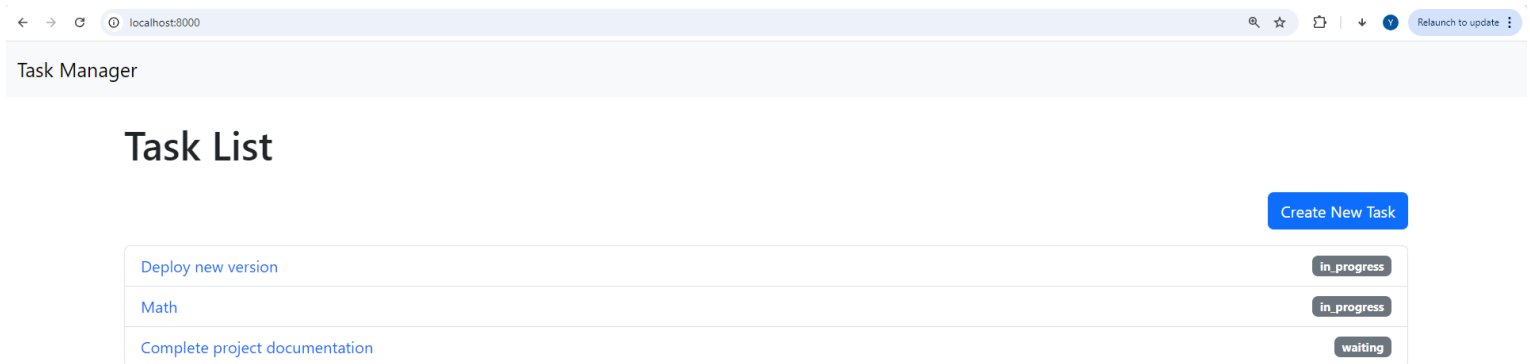 localhost:8000
Y
Relaunch to update
Task Manager
Task List
Create New Task
Deploy new version
in_progress
Math
in_progress
Complete project documentation
waiting